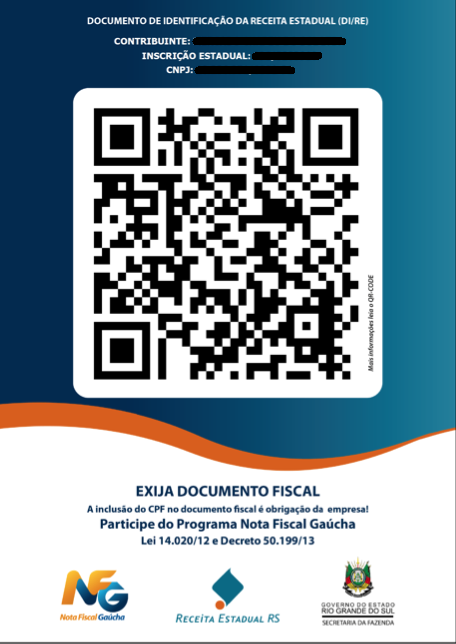 DOCUMENTO DE IDENTIFICAÇÃO DA RECEITA ESTADUAL (DI/RE)
CONTRIBUINTE:
INSCRIÇÃO ESTADUAL:
CNPJ:
Mais informações leia o QR-CODE
EXIJA DOCUMENTO FISCAL
A inclusão do CPF no documento fiscal é obrigação da empresa!
Participe do Programa Nota Fiscal Gaúcha
Lei 14.020/12 e Decreto 50.199/13
NFG
Nota Fiscal Gaúcha
RECEITA ESTADUAL RS
GOVERNO DO ESTADO
RIO GRANDE DO SUL
SECRETARIA DA FAZENDA